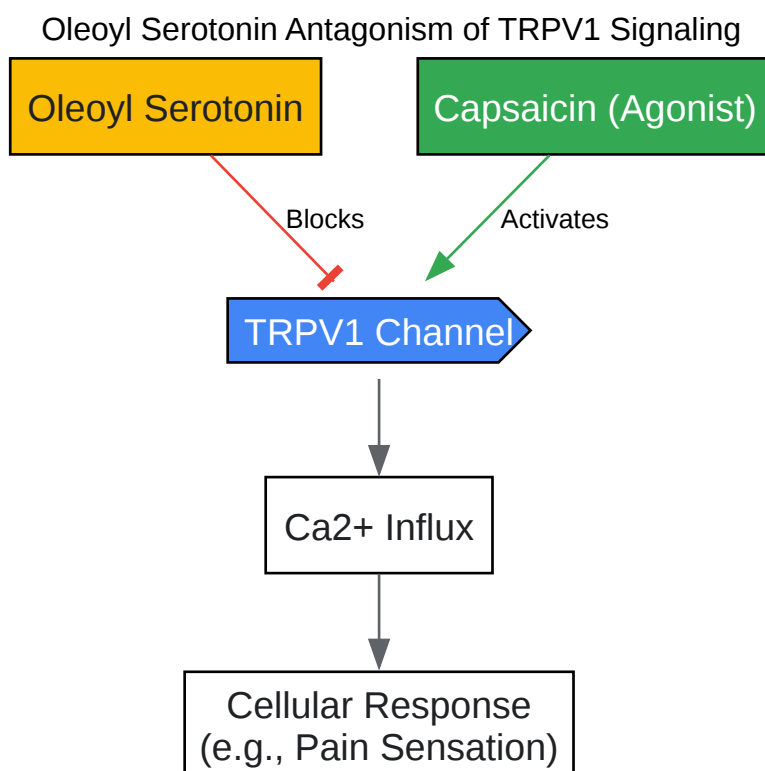 Oleoyl Serotonin Antagonism of TRPV1 Signaling
Oleoyl Serotonin
Capsaicin (Agonist)
Blocks
Activates
TRPV1 Channel
Ca2+ Influx
Cellular Response
(e.g., Pain Sensation)